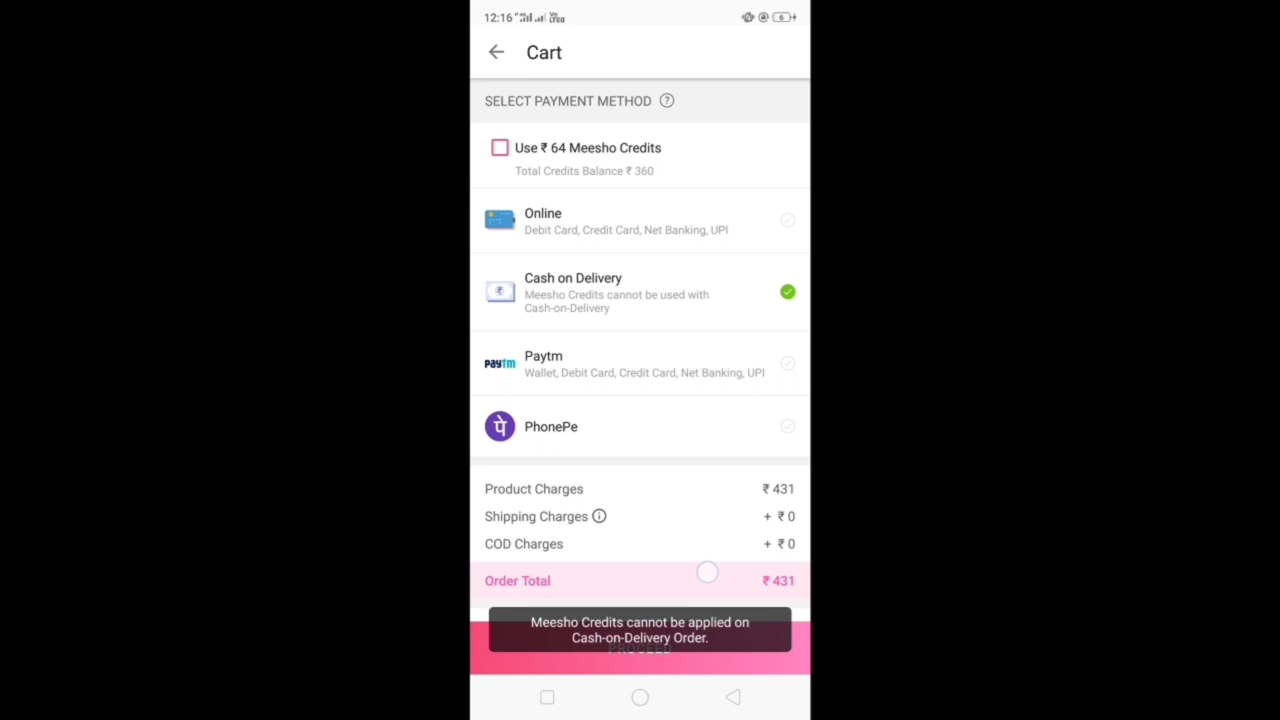 12:16
Cart
SELECT PAYMENT METHOD ?
Use ₹ 64 Meesho Credits
Total Credits Balance ₹ 360
Online
Debit Card, Credit Card, Net Banking, UPI
Cash on Delivery
Meesho Credits cannot be used with
Cash-on-Delivery
Paytm
Paytm
Wallet, Debit Card, Credit Card, Net Banking, UPI
पे
PhonePe
Product Charges ₹ 431
Shipping Charges i + ₹ 0
COD Charges + ₹ 0
Order Total ₹ 431
Meesho Credits cannot be applied on
Cash-on-Delivery Order.
PROCEED